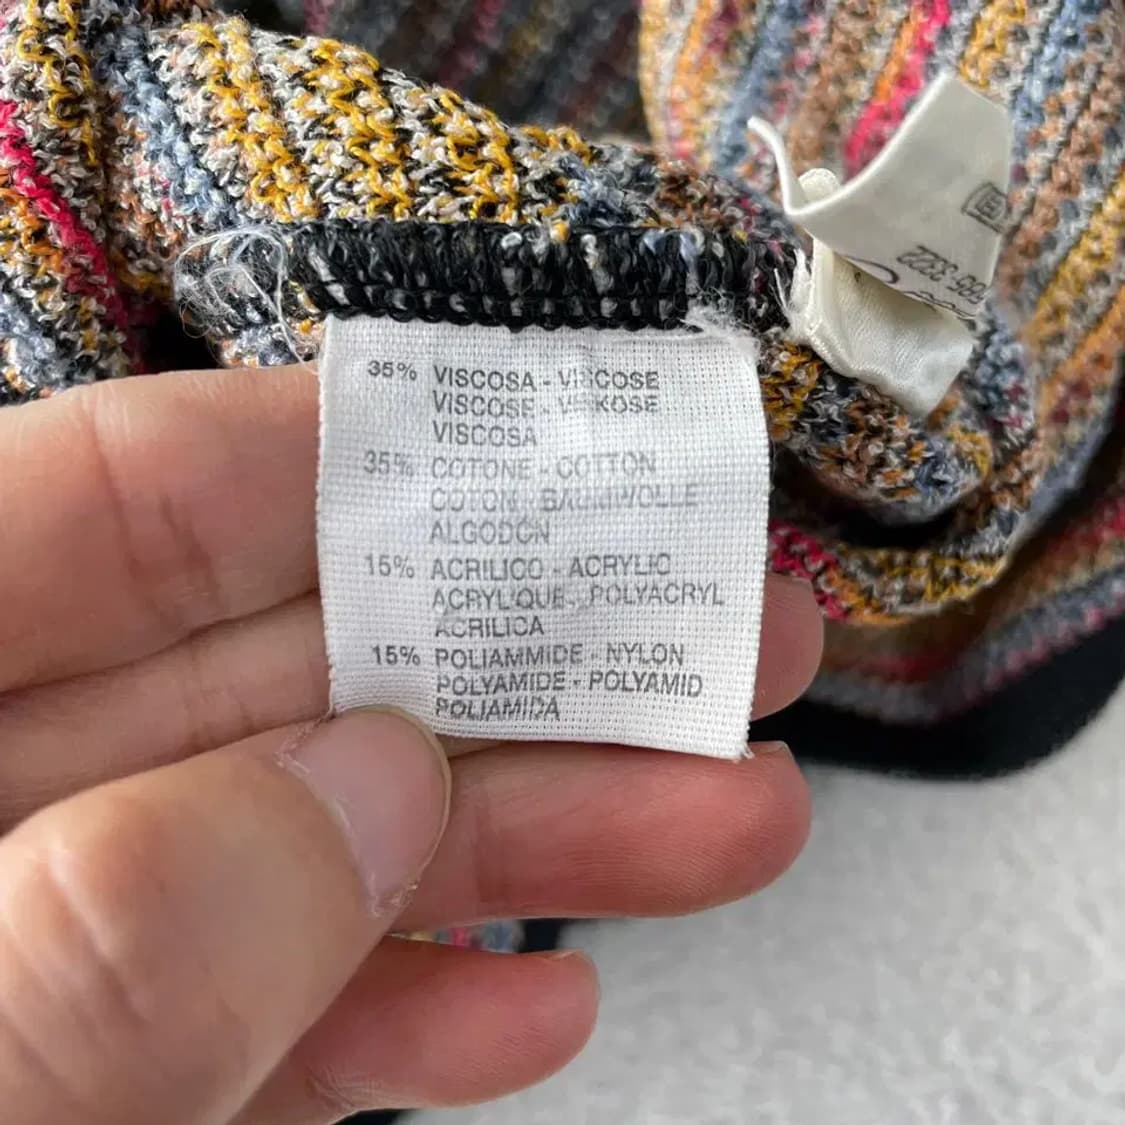 35% VISCOSA - VISCOSE
VISCOSE - VISKOSE
VISCOSA
35% COTONE - COTTON
COTON - BAUMWOLLE
ALGODÓN
15% ACRILICO - ACRYLIC
ACRYLIQUE - POLYACRYL
ACRILICA
15% POLIAMMIDE - NYLON
POLYAMIDE - POLYAMID
POLIAMIDA